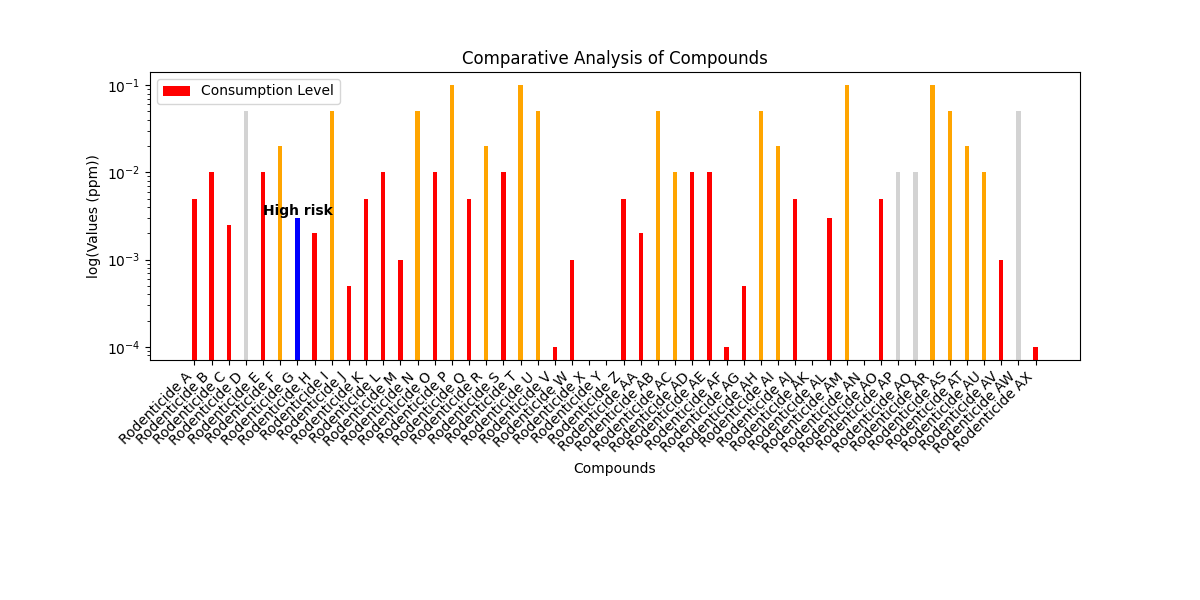 Comparative Analysis of Compounds
Consumption Level
High risk
log(Values (ppm))
10⁻¹
10⁻²
10⁻³
10⁻⁴
Rodenticide A
Rodenticide B
Rodenticide C
Rodenticide D
Rodenticide E
Rodenticide F
Rodenticide G
Rodenticide H
Rodenticide I
Rodenticide J
Rodenticide K
Rodenticide L
Rodenticide M
Rodenticide N
Rodenticide O
Rodenticide P
Rodenticide Q
Rodenticide R
Rodenticide S
Rodenticide T
Rodenticide U
Rodenticide V
Rodenticide W
Rodenticide X
Rodenticide Y
Rodenticide Z
Rodenticide AA
Rodenticide AB
Rodenticide AC
Rodenticide AD
Rodenticide AE
Rodenticide AF
Rodenticide AG
Rodenticide AH
Rodenticide AI
Rodenticide AJ
Rodenticide AK
Rodenticide AL
Rodenticide AM
Rodenticide AN
Rodenticide AO
Rodenticide AP
Rodenticide AQ
Rodenticide AR
Rodenticide AS
Rodenticide AT
Rodenticide AU
Rodenticide AV
Rodenticide AW
Rodenticide AX
Compounds